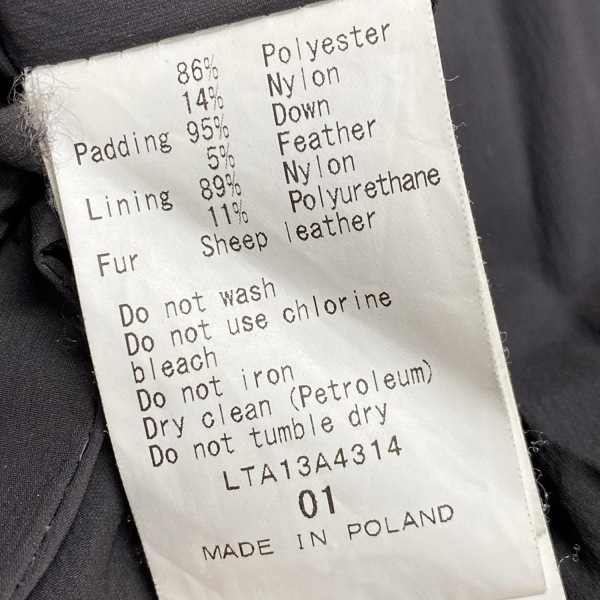 86% Polyester
14% Nylon
Padding 95% Down
5% Feather
Lining 89% Nylon
11% Polyurethane
Fur Sheep leather
Do not wash
Do not use chlorine
bleach
Do not iron
Dry clean (Petroleum)
Do not tumble dry
LTA13A4314
01
MADE IN POLAND